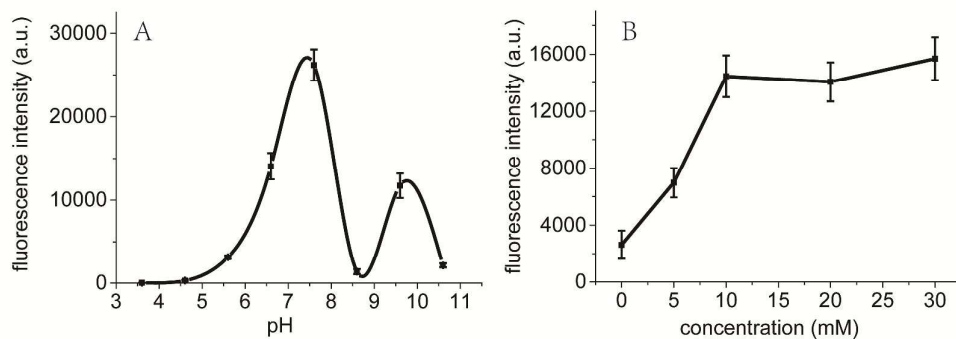 A
fluorescence intensity (a.u.)
30000
20000
10000
0
3 4 5 6 7 8 9 10 11
pH
B
fluorescence intensity (a.u.)
16000
12000
8000
4000
0
0 5 10 15 20 25 30
concentration (mM)